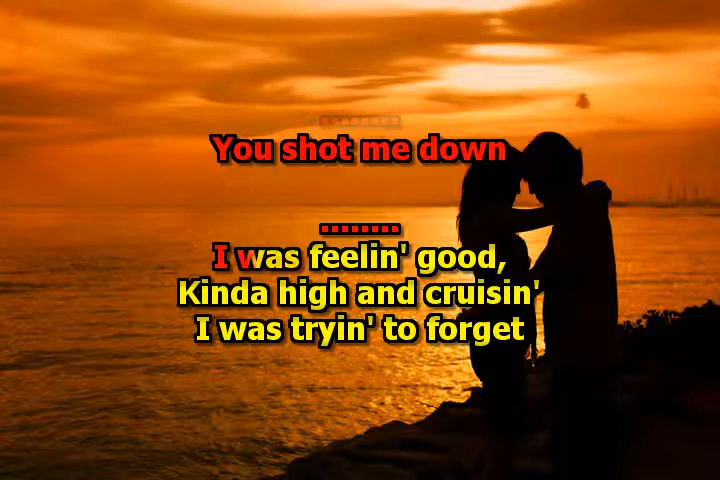 ........
You shot me down
........
I was feelin' good,
Kinda high and cruisin'
I was tryin' to forget